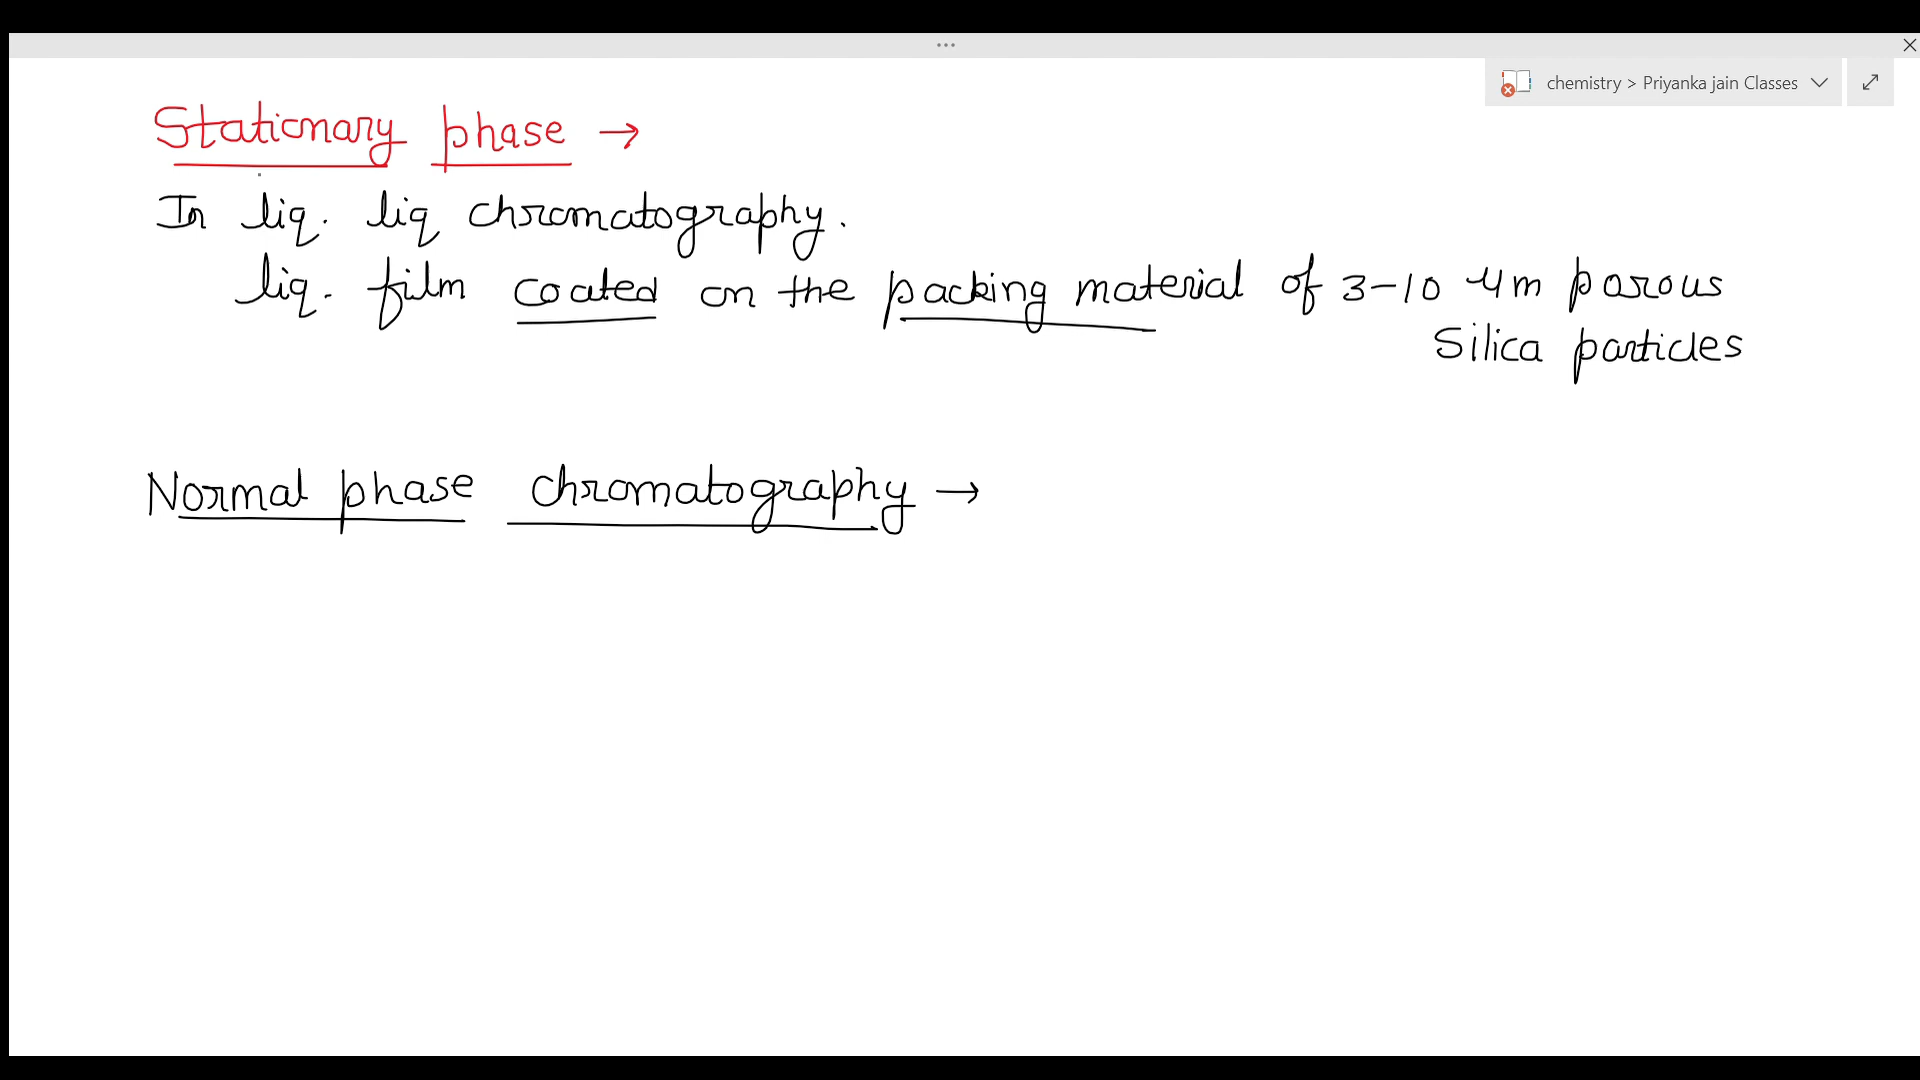 chemistry > Priyanka jain Classes
Stationary phase →
In liq. liq chromatography.
liq. film coated on the packing material of 3-10 μm porous
Silica particles
Normal phase chromatography →